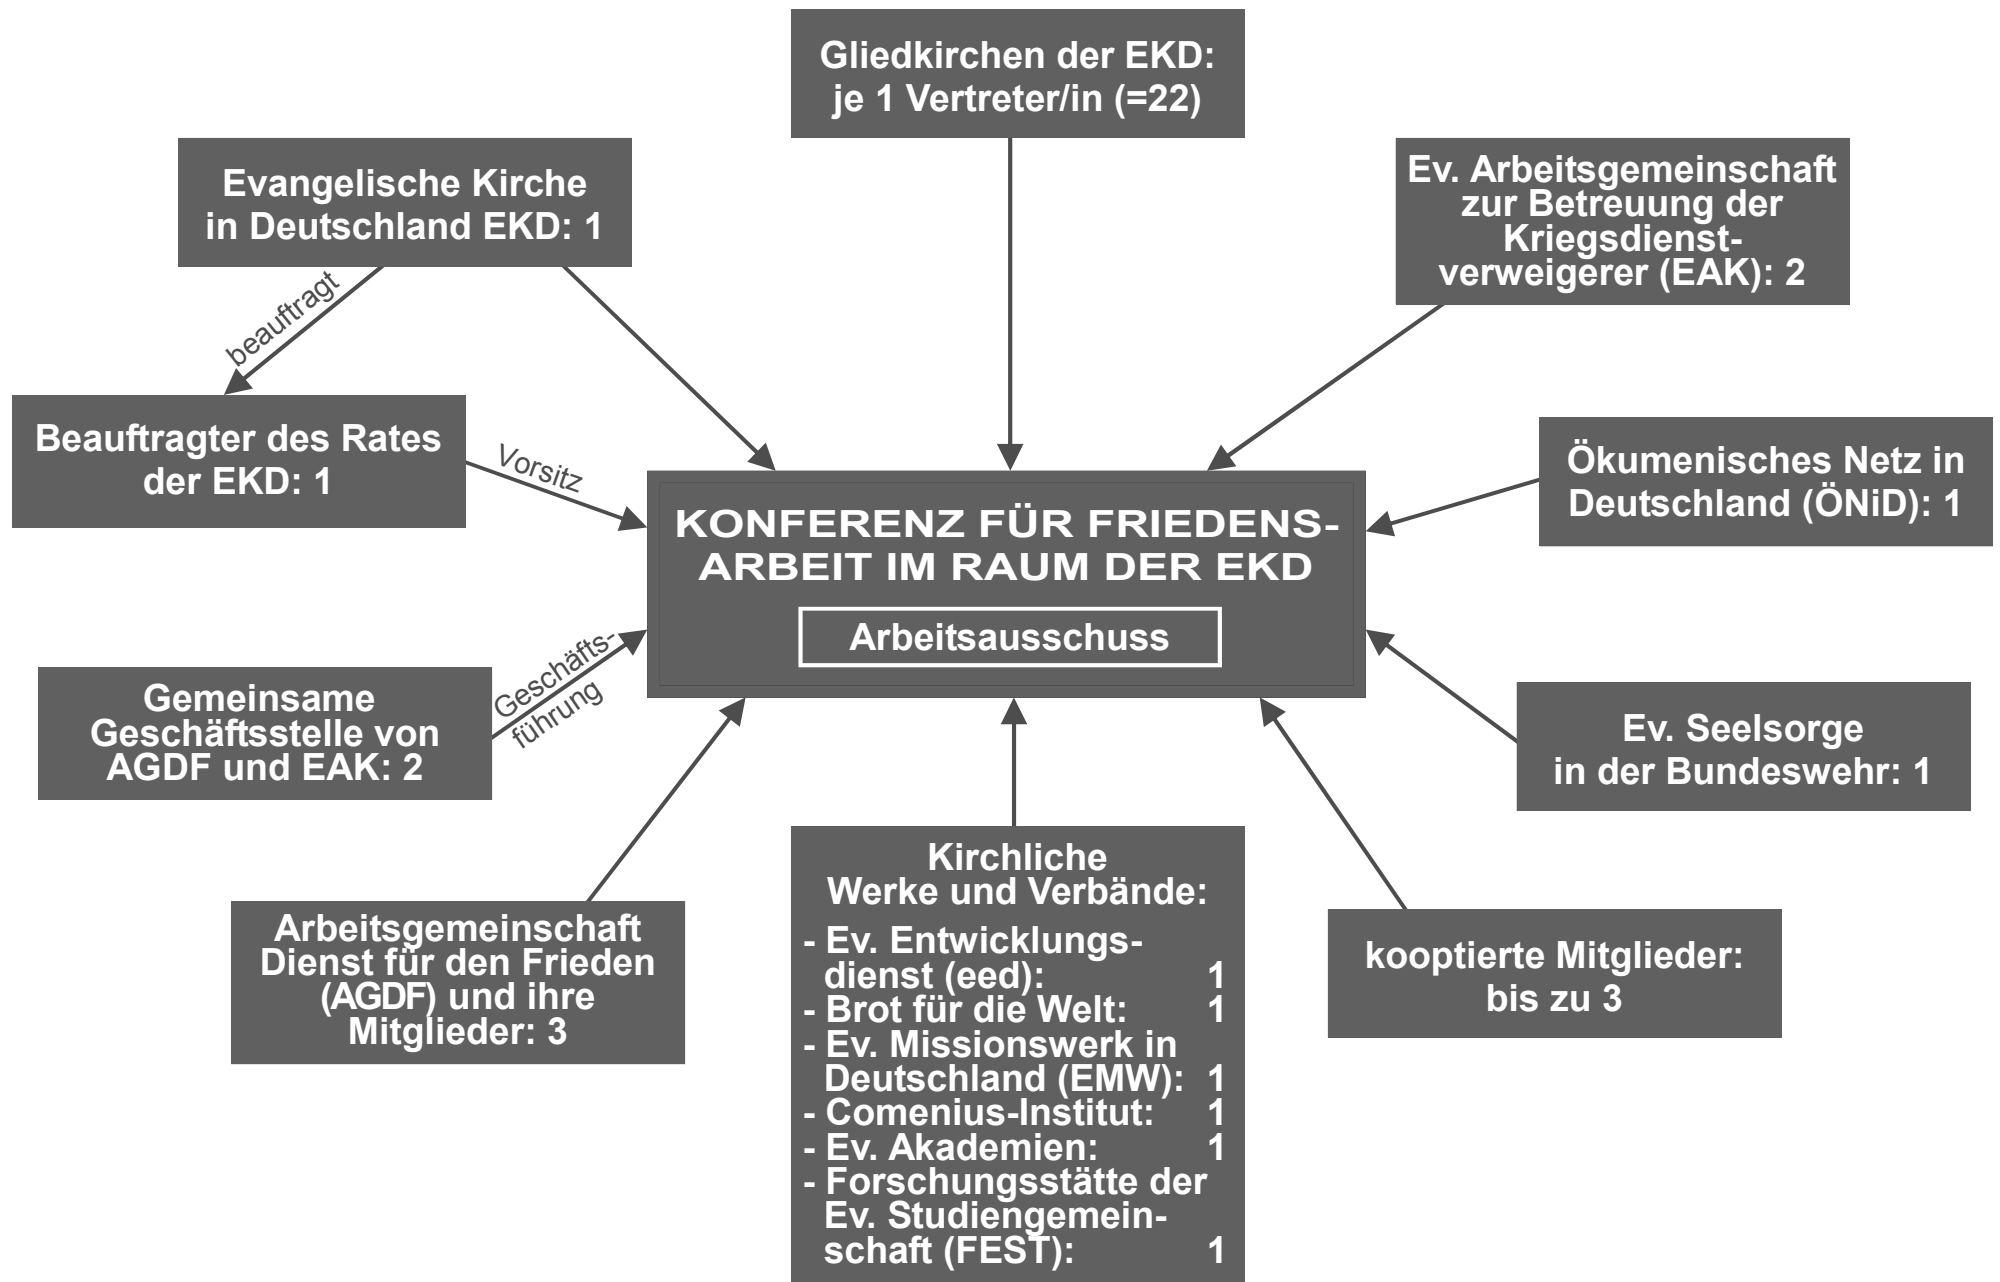 Gliedkirchen der EKD:
je 1 Vertreter/in (=22)
Evangelische Kirche
in Deutschland EKD: 1
Ev. Arbeitsgemeinschaft
zur Betreuung der
Kriegsdienst-
verweigerer (EAK): 2
beauftragt
Beauftragter des Rates
der EKD: 1
Vorsitz
Ökumenisches Netz in
Deutschland (ÖNiD): 1
KONFERENZ FÜR FRIEDENS-
ARBEIT IM RAUM DER EKD
Arbeitsausschuss
Gemeinsame
Geschäftsstelle von
AGDF und EAK: 2
Geschäfts-
führung
Ev. Seelsorge
in der Bundeswehr: 1
Arbeitsgemeinschaft
Dienst für den Frieden
(AGDF) und ihre
Mitglieder: 3
Kirchliche
Werke und Verbände:
- Ev. Entwicklungs-
dienst (eed): 1
- Brot für die Welt: 1
- Ev. Missionswerk in
Deutschland (EMW): 1
- Comenius-Institut: 1
- Ev. Akademien: 1
- Forschungsstätte der
Ev. Studiengemein-
schaft (FEST): 1
kooptierte Mitglieder:
bis zu 3